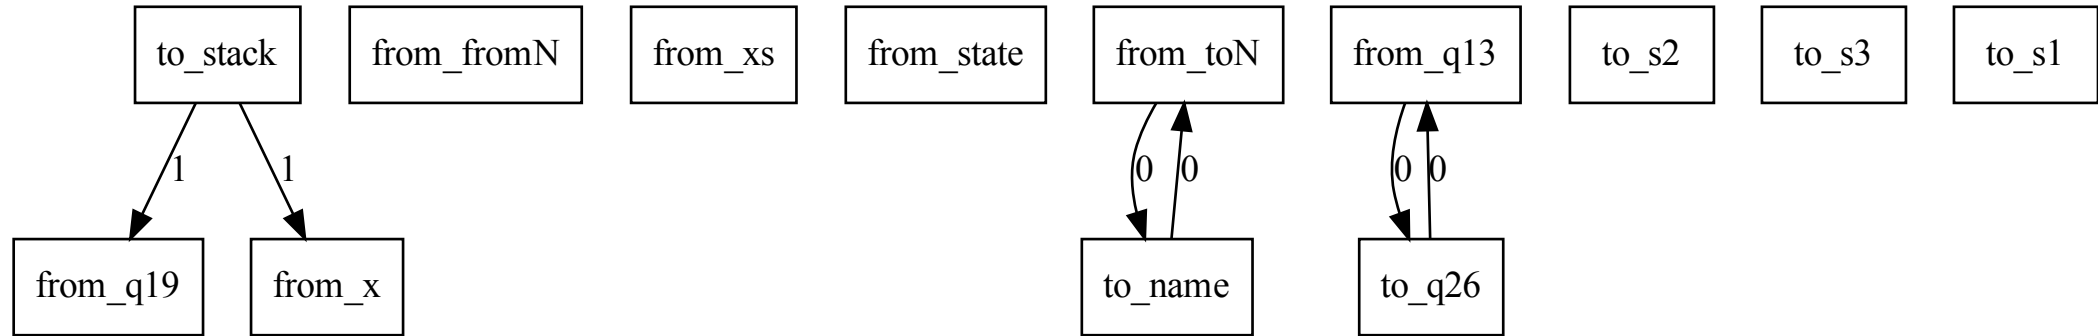 to_stack
from_fromN
from_xs
from_state
from_toN
from_q13
to_s2
to_s3
to_s1
1
1
0
0
0
0
from_q19
from_x
to_name
to_q26